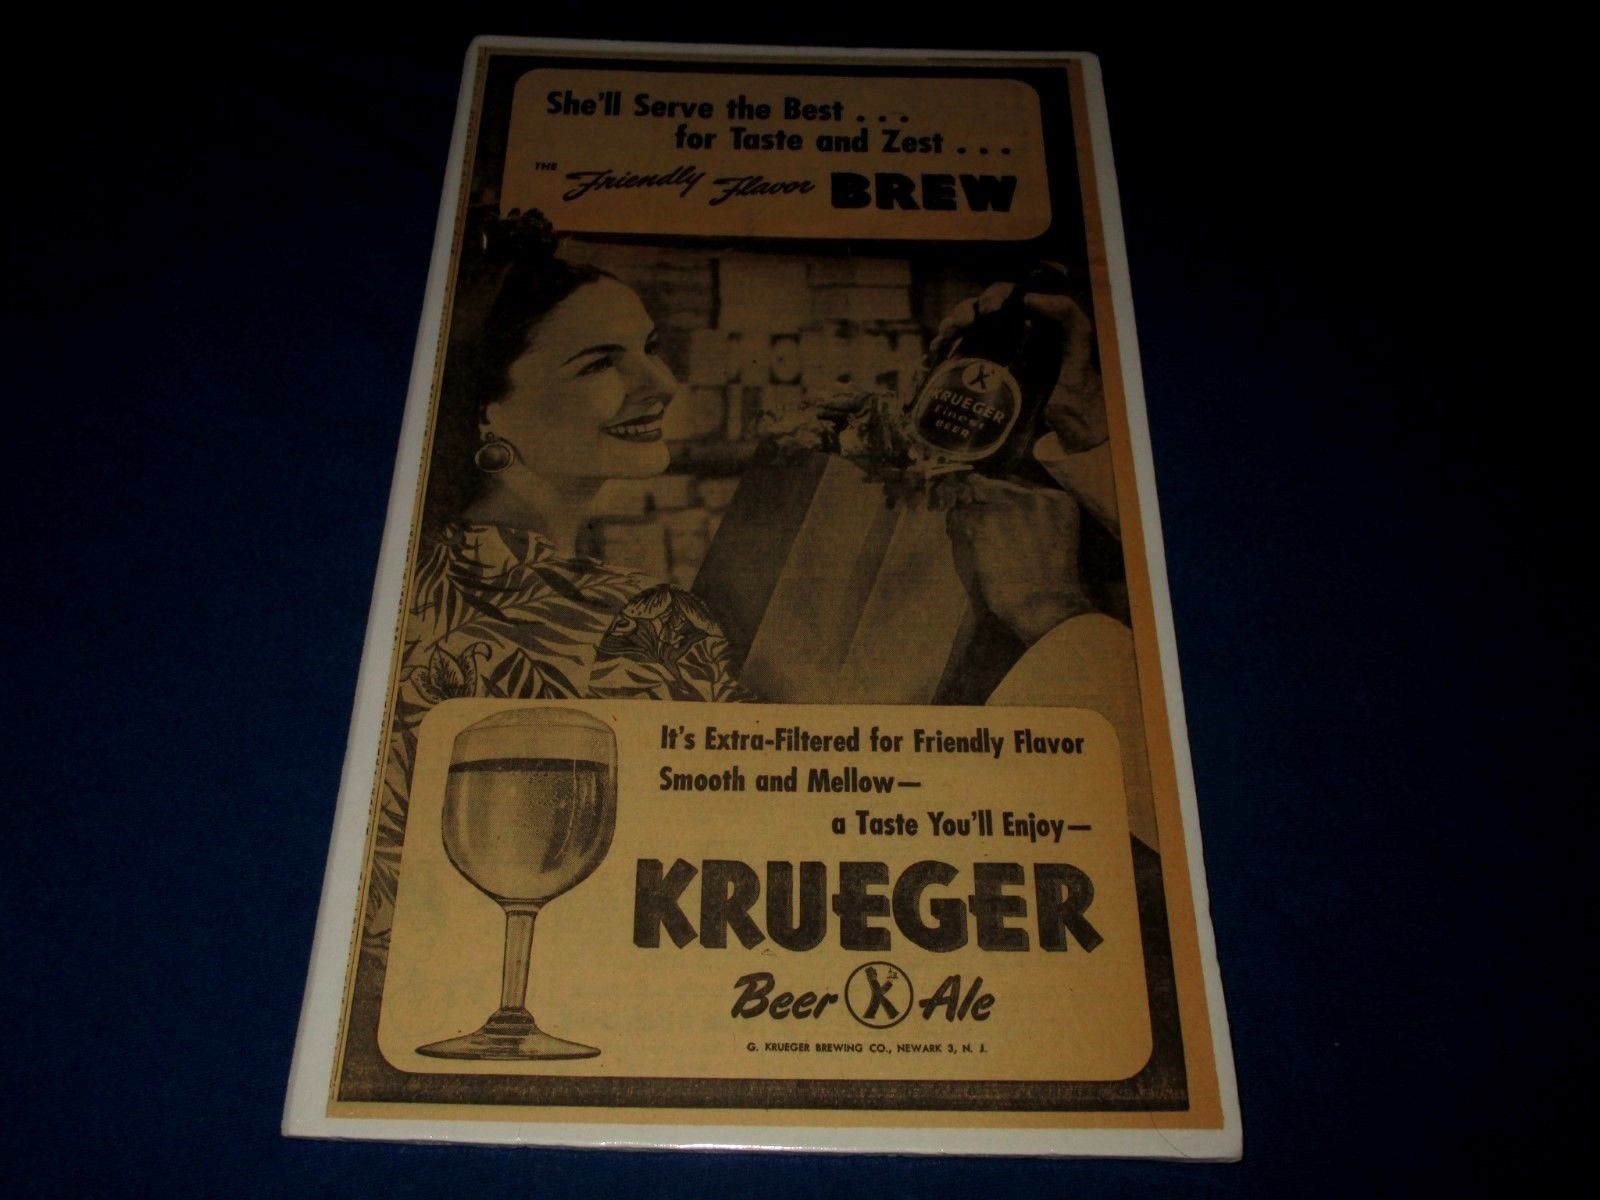 She'll Serve the Best . . .
for Taste and Zest . . .
THE Friendly Flavor BREW
K
KRUEGER
Finest
BEER
It's Extra-Filtered for Friendly Flavor
Smooth and Mellow—
a Taste You'll Enjoy—
KRUEGER
Beer K Ale
G. KRUEGER BREWING CO., NEWARK 3, N. J.